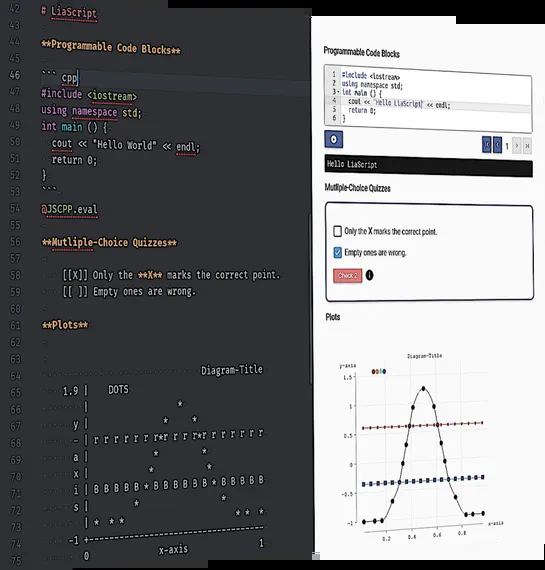 42 # LiaScript
43
44 **Programmable Code Blocks**
45
46 ``` cpp
47 #include <iostream>
48 using namespace std;
49 int main () {
50 cout << "Hello World" << endl;
51 return 0;
52 }
53 ```
54 @JSCPP.eval
55
56 **Mutliple-Choice Quizzes**
57
58 [[X]] Only the **X** marks the correct point.
59 [[ ]] Empty ones are wrong.
60
61 **Plots**
62
63
64 Diagram-Title
65 1.9 | DOTS
66 | *
67 y | * *
68 - | r r r r r r*r r r r*r r r r r r
69 a | * *
70 x | * *
71 i | B B B B B * B B B B B B * B B B B B
72 s | * *
73 | * * * * * *
74 -1 +------------------------------------
75 0 x-axis 1
Programmable Code Blocks
1 #include <iostream>
2 using namespace std;
3 int main () {
4 cout << "Hello LiaScript" << endl;
5 return 0;
6 }
1
Hello LiaScript
Mutliple-Choice Quizzes
Only the X marks the correct point.
Empty ones are wrong.
Check 2
Plots
Diagram-Title
y-axis
1.5
1
0.5
0
-0.5
-1
0.2 0.4 0.6 0.8
x-axis